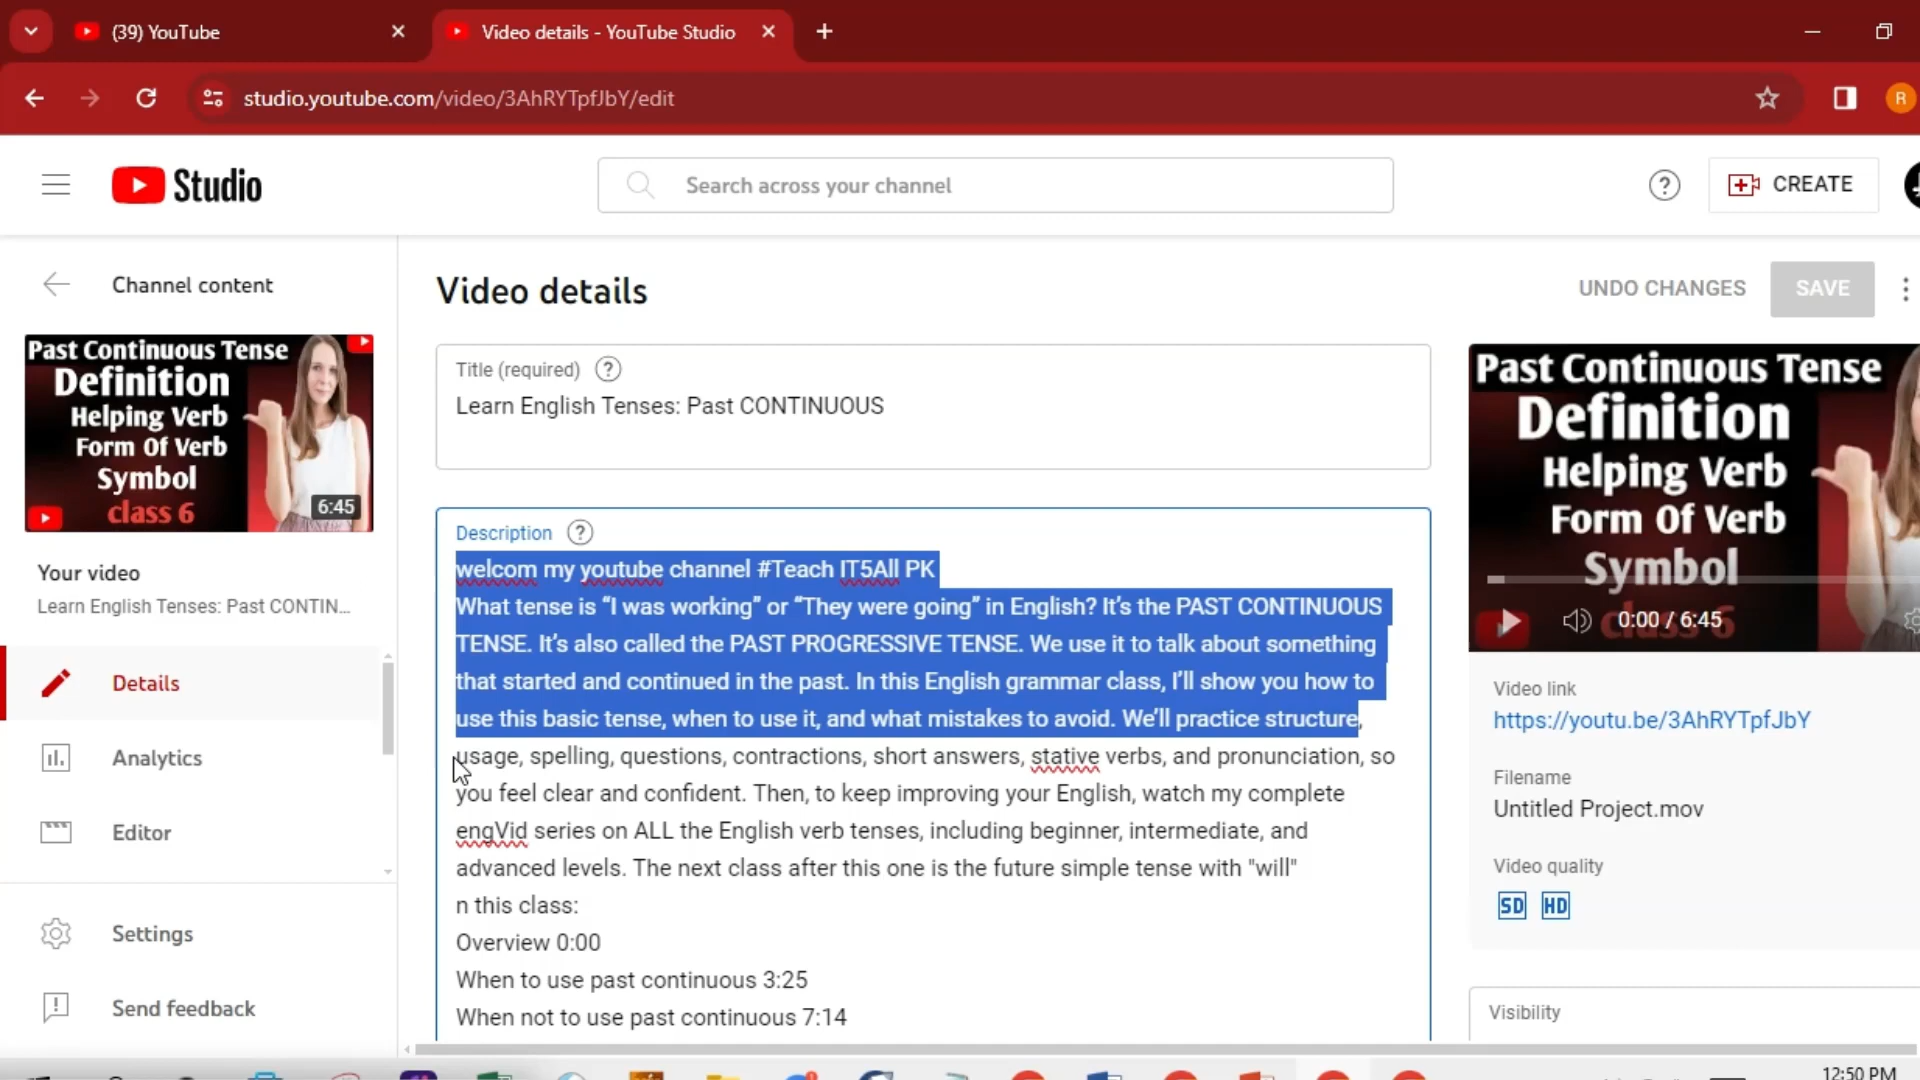 (39) YouTube
Video details - YouTube Studio
studio.youtube.com/video/3AhRYTpfJbY/edit
R
Studio
Search across your channel
CREATE
Channel content
Past Continuous Tense
Definition
Helping Verb
Form Of Verb
Symbol
class 6
6:45
Your video
Learn English Tenses: Past CONTIN...
Details
Analytics
Editor
Settings
Send feedback
Video details
UNDO CHANGES
SAVE
Title (required)
Learn English Tenses: Past CONTINUOUS
Description
welcom my youtube channel #Teach IT5All PK
What tense is “I was working” or “They were going” in English? It’s the PAST CONTINUOUS
TENSE. It’s also called the PAST PROGRESSIVE TENSE. We use it to talk about something
that started and continued in the past. In this English grammar class, I’ll show you how to
use this basic tense, when to use it, and what mistakes to avoid. We’ll practice structure,
usage, spelling, questions, contractions, short answers, stative verbs, and pronunciation, so
you feel clear and confident. Then, to keep improving your English, watch my complete
engVid series on ALL the English verb tenses, including beginner, intermediate, and
advanced levels. The next class after this one is the future simple tense with "will"
n this class:
Overview 0:00
When to use past continuous 3:25
When not to use past continuous 7:14
Past Continuous Tense
Definition
Helping Verb
Form Of Verb
Symbol
class 6
0:00 / 6:45
Video link
https://youtu.be/3AhRYTpfJbY
Filename
Untitled Project.mov
Video quality
SD HD
Visibility
12:50 PM